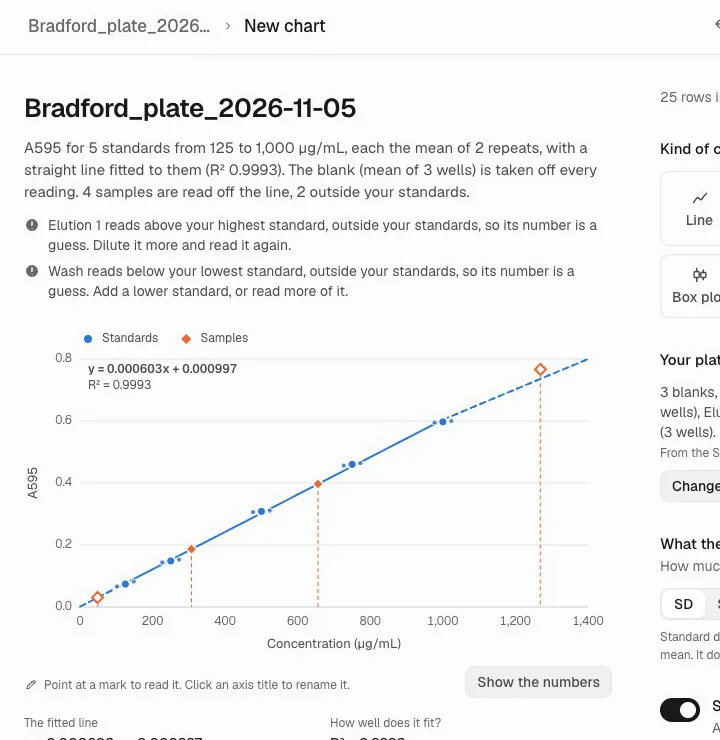 Bradford_plate_2026... › New chart
Bradford_plate_2026-11-05
A595 for 5 standards from 125 to 1,000 µg/mL, each the mean of 2 repeats, with a
straight line fitted to them (R² 0.9993). The blank (mean of 3 wells) is taken off every
reading. 4 samples are read off the line, 2 outside your standards.
Elution 1 reads above your highest standard, outside your standards, so its number is a
guess. Dilute it more and read it again.
Wash reads below your lowest standard, outside your standards, so its number is a
guess. Add a lower standard, or read more of it.
Standards
Samples
y = 0.000603x + 0.000997
R² = 0.9993
0.8
0.6
0.4
0.2
0.0
A595
0
200
400
600
800
1,000
1,200
1,400
Concentration (µg/mL)
Point at a mark to read it. Click an axis title to rename it.
Show the numbers
The fitted line
How well does it fit?
25 rows
Kind of
Line
Box
Your
3 blanks,
wells),
(3 wells).
From the
Change
What the
How
SD
Standard
mean. It